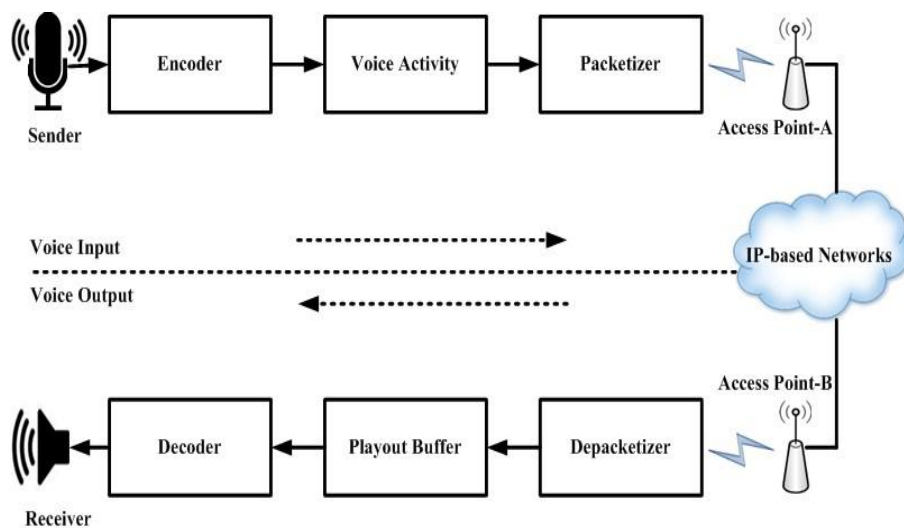 Encoder
Voice Activity
Packetizer
Sender
Access Point-A
Voice Input
IP-based Networks
Voice Output
Access Point-B
Decoder
Playout Buffer
Depacketizer
Receiver